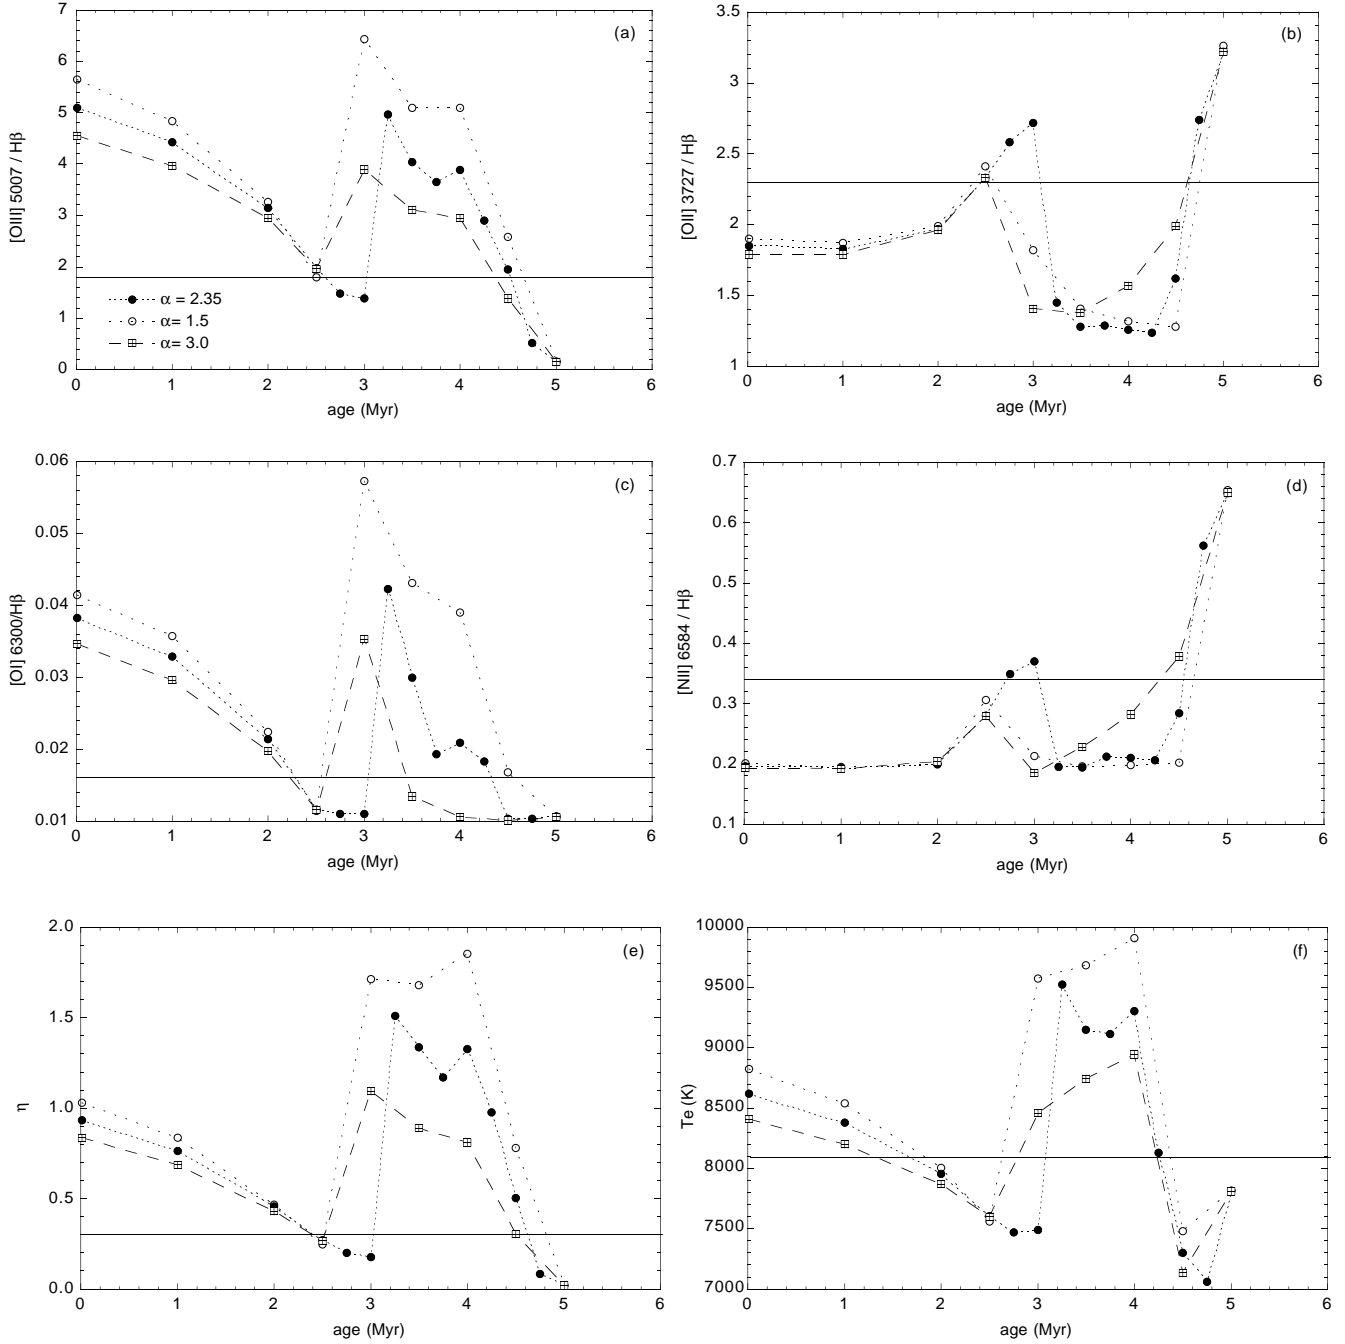 7
6
5
4
3
2
1
0
[OIII] 5007 / Hβ
(a)
α = 2.35
α= 1.5
α= 3.0
0 1 2 3 4 5 6
age (Myr)
3.5
3
2.5
2
1.5
1
[OII] 3727 / Hβ
(b)
0 1 2 3 4 5 6
age (Myr)
0.06
0.05
0.04
0.03
0.02
0.01
[OI] 6300/Hβ
(c)
0 1 2 3 4 5 6
age (Myr)
0.7
0.6
0.5
0.4
0.3
0.2
0.1
[NII] 6584 / Hβ
(d)
0 1 2 3 4 5 6
age (Myr)
2.0
1.5
1.0
0.5
0.0
η
(e)
0 1 2 3 4 5 6
age (Myr)
10000
9500
9000
8500
8000
7500
7000
Te (K)
(f)
0 1 2 3 4 5 6
age (Myr)